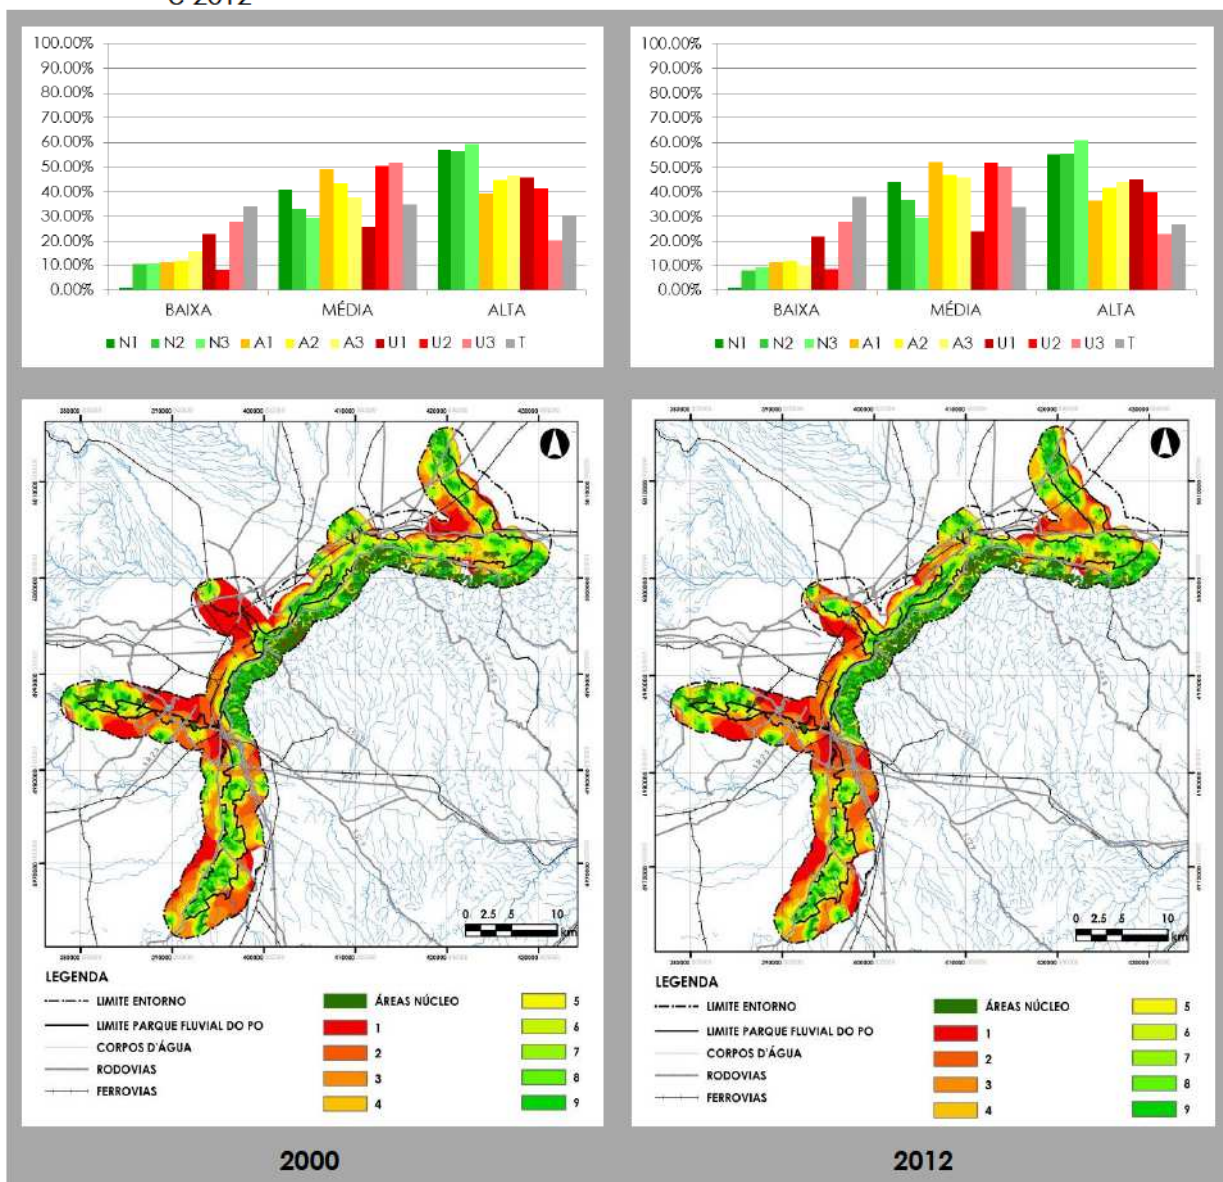 100.00%
90.00%
80.00%
70.00%
60.00%
50.00%
40.00%
30.00%
20.00%
10.00%
0.00%
BAIXA MÉDIA ALTA
N1 N2 N3 A1 A2 A3 U1 U2 U3 T
100.00%
90.00%
80.00%
70.00%
60.00%
50.00%
40.00%
30.00%
20.00%
10.00%
0.00%
BAIXA MÉDIA ALTA
N1 N2 N3 A1 A2 A3 U1 U2 U3 T
0 2.5 5 10
km
LEGENDA
LIMITE ENTORNO
LIMITE PARQUE FLUVIAL DO PO
CORPOS D'ÁGUA
RODOVIAS
FERROVIAS
ÁREAS NÚCLEO
1
2
3
4
5
6
7
8
9
2000
0 2.5 5 10
km
LEGENDA
LIMITE ENTORNO
LIMITE PARQUE FLUVIAL DO PO
CORPOS D'ÁGUA
RODOVIAS
FERROVIAS
ÁREAS NÚCLEO
1
2
3
4
5
6
7
8
9
2012